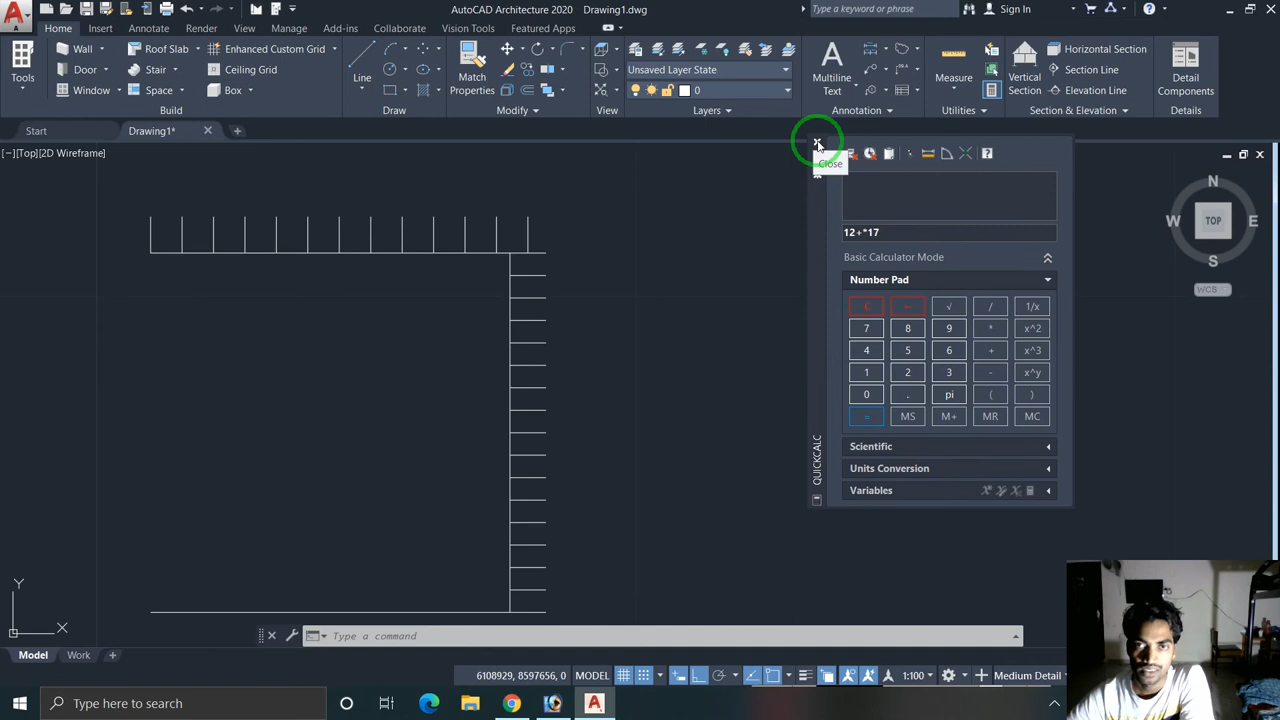 AutoCAD Architecture 2020 Drawing1.dwg
Type a keyword or phrase
Sign In
Home Insert Annotate Render View Manage Add-ins Collaborate Vision Tools Performance Featured Apps
Tools
Wall
Door
Window
Roof Slab
Stair
Space
Enhanced Custom Grid
Ceiling Grid
Box
Build
Line
Draw
Match
Properties
Modify
View
Unsaved Layer State
0
Layers
Multiline
Text
Annotation
Measure
Utilities
Vertical
Section
Horizontal Section
Section Line
Elevation Line
Section & Elevation
Detail
Components
Details
Start Drawing1*
[−][Top][2D Wireframe]
Close
12+*17
Basic Calculator Mode
Number Pad
C √ / 1/x
7 8 9 * x^2
4 5 6 + x^3
1 2 3 - x^y
0 . pi ( )
= MS M+ MR MC
Scientific
Units Conversion
Variables
QUICKCALC
N
W TOP E
S
WCS
Y
X
Type a command
Model Work
6108929, 8597656, 0 MODEL 1:100 Medium Detail
Type here to search